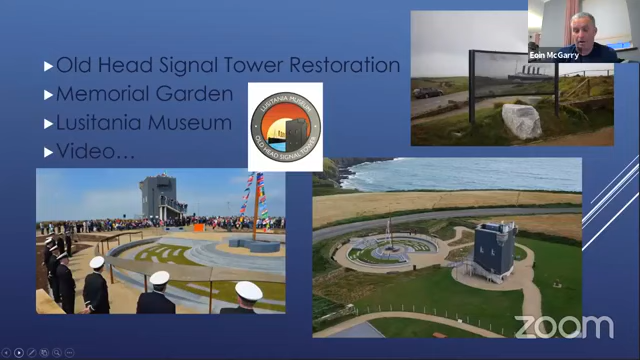 Old Head Signal Tower Restoration
Memorial Garden
Lusitania Museum
Video…
LUSITANIA MUSEUM
OLD HEAD SIGNAL TOWER
Eoin McGarry
zoom